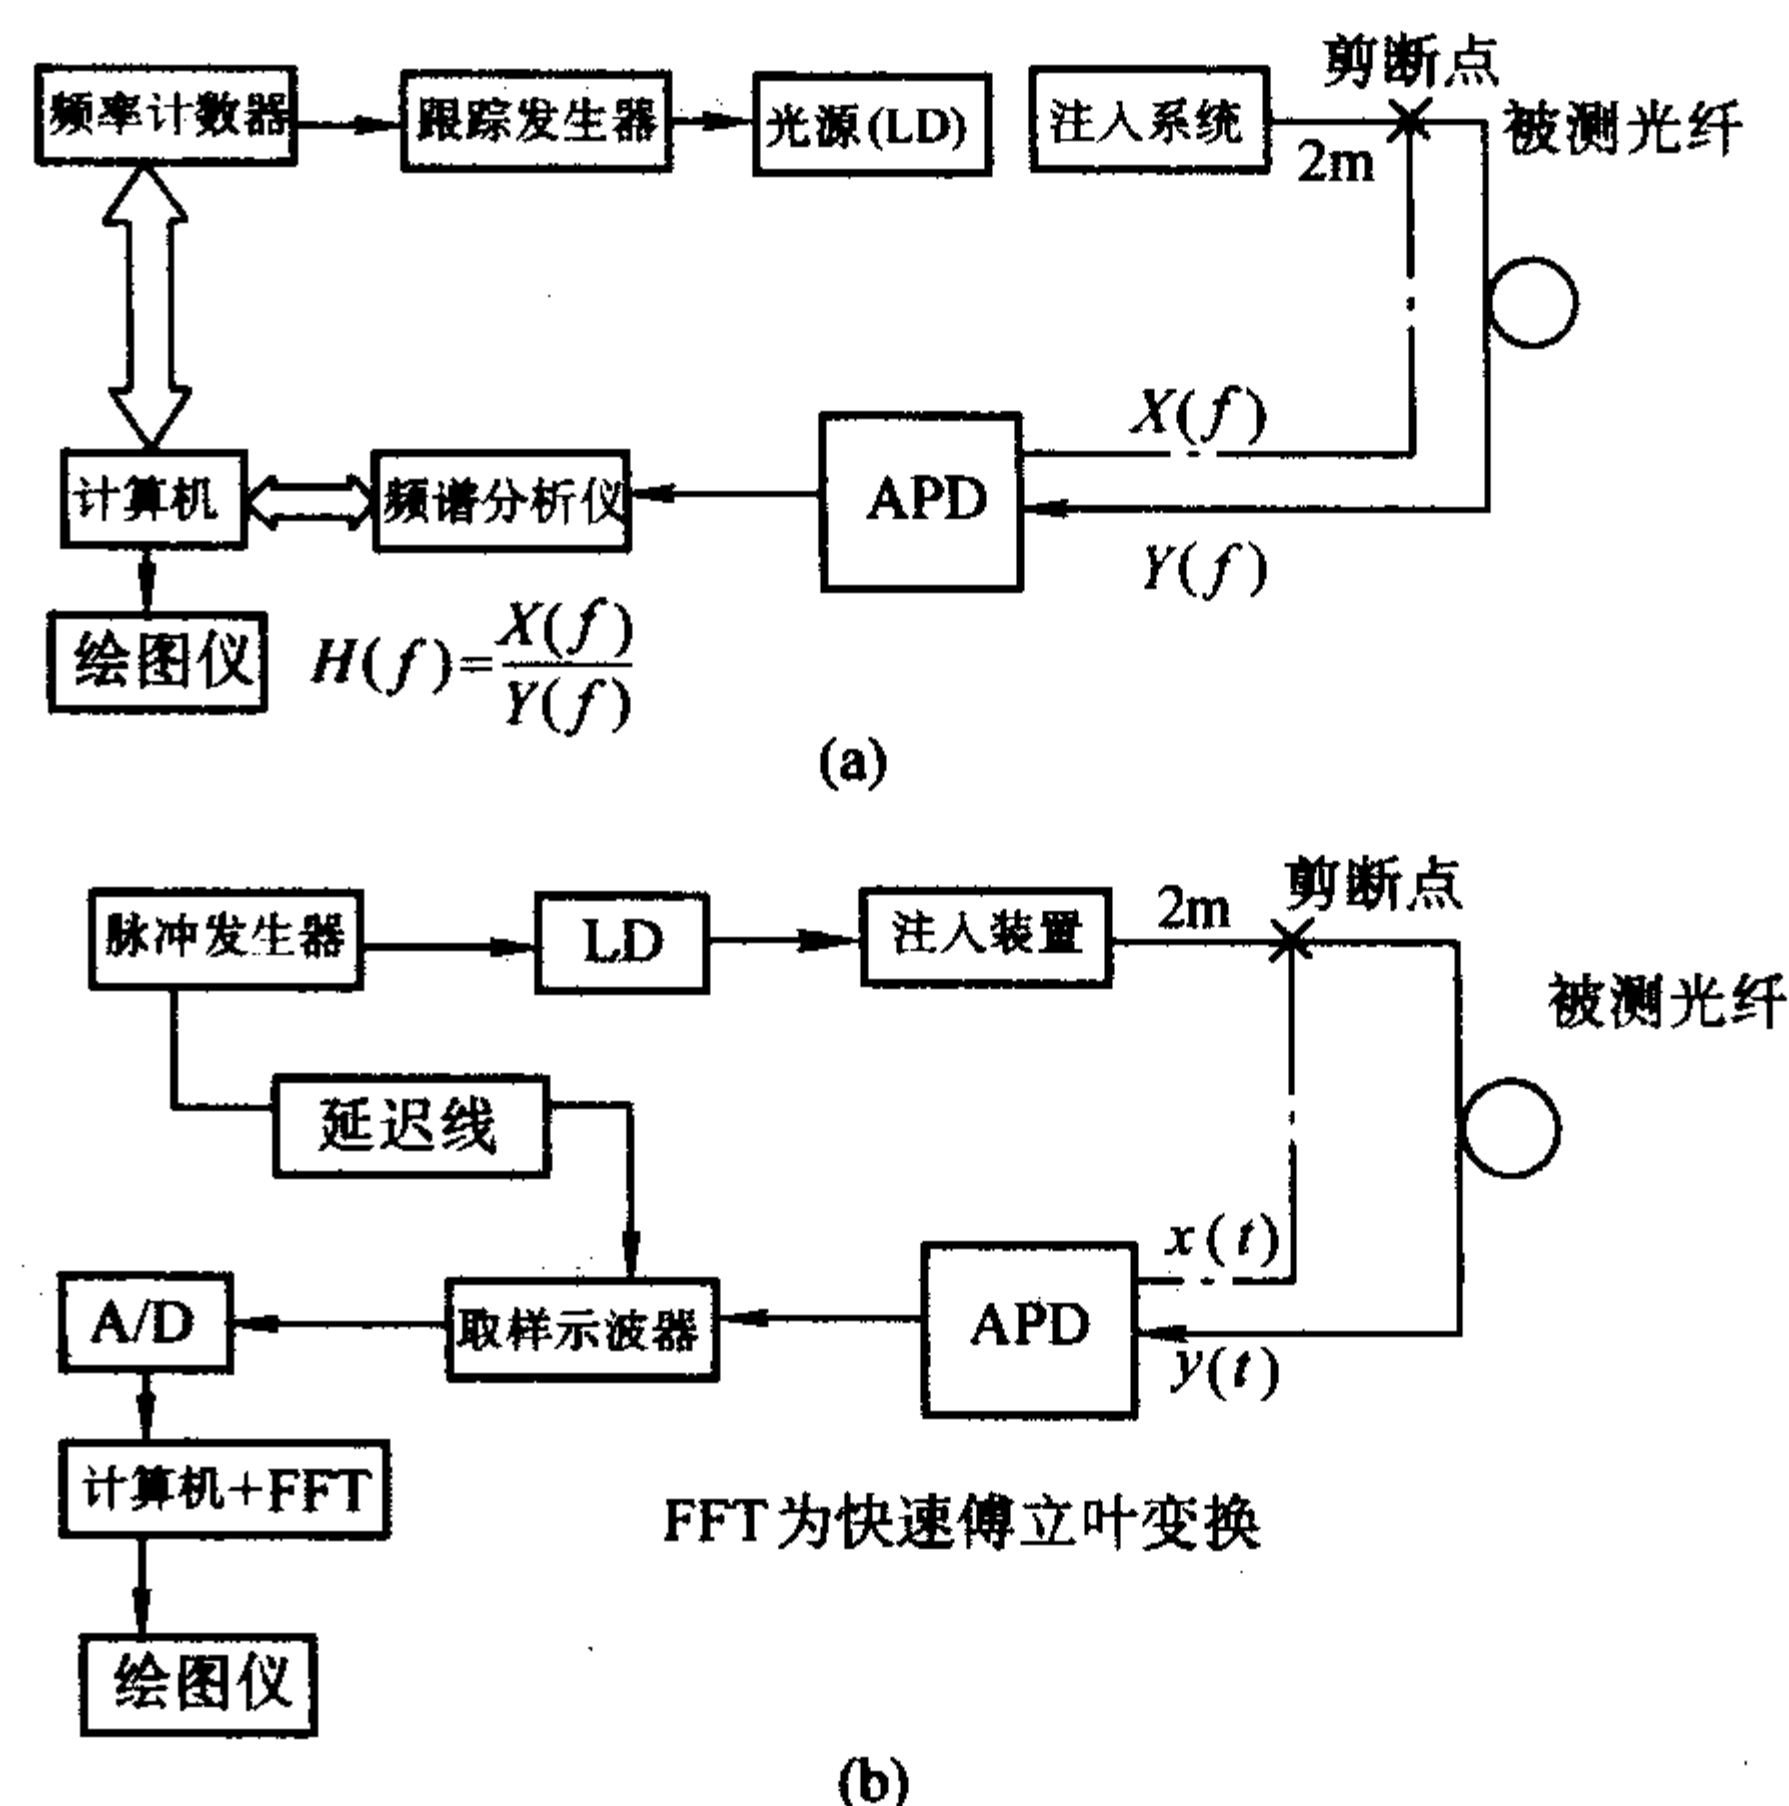 剪断点
频率计数器
跟踪发生器
光源(LD)
注入系统
2m
被测光纤
X(f)
计算机
频谱分析仪
APD
Y(f)
绘图仪
H(f)=X(f)/Y(f)
(a)
剪断点
2m
脉冲发生器
LD
注入装置
被测光纤
延迟线
x(t)
A/D
取样示波器
APD
y(t)
计算机+FFT
FFT为快速傅立叶变换
绘图仪
(b)